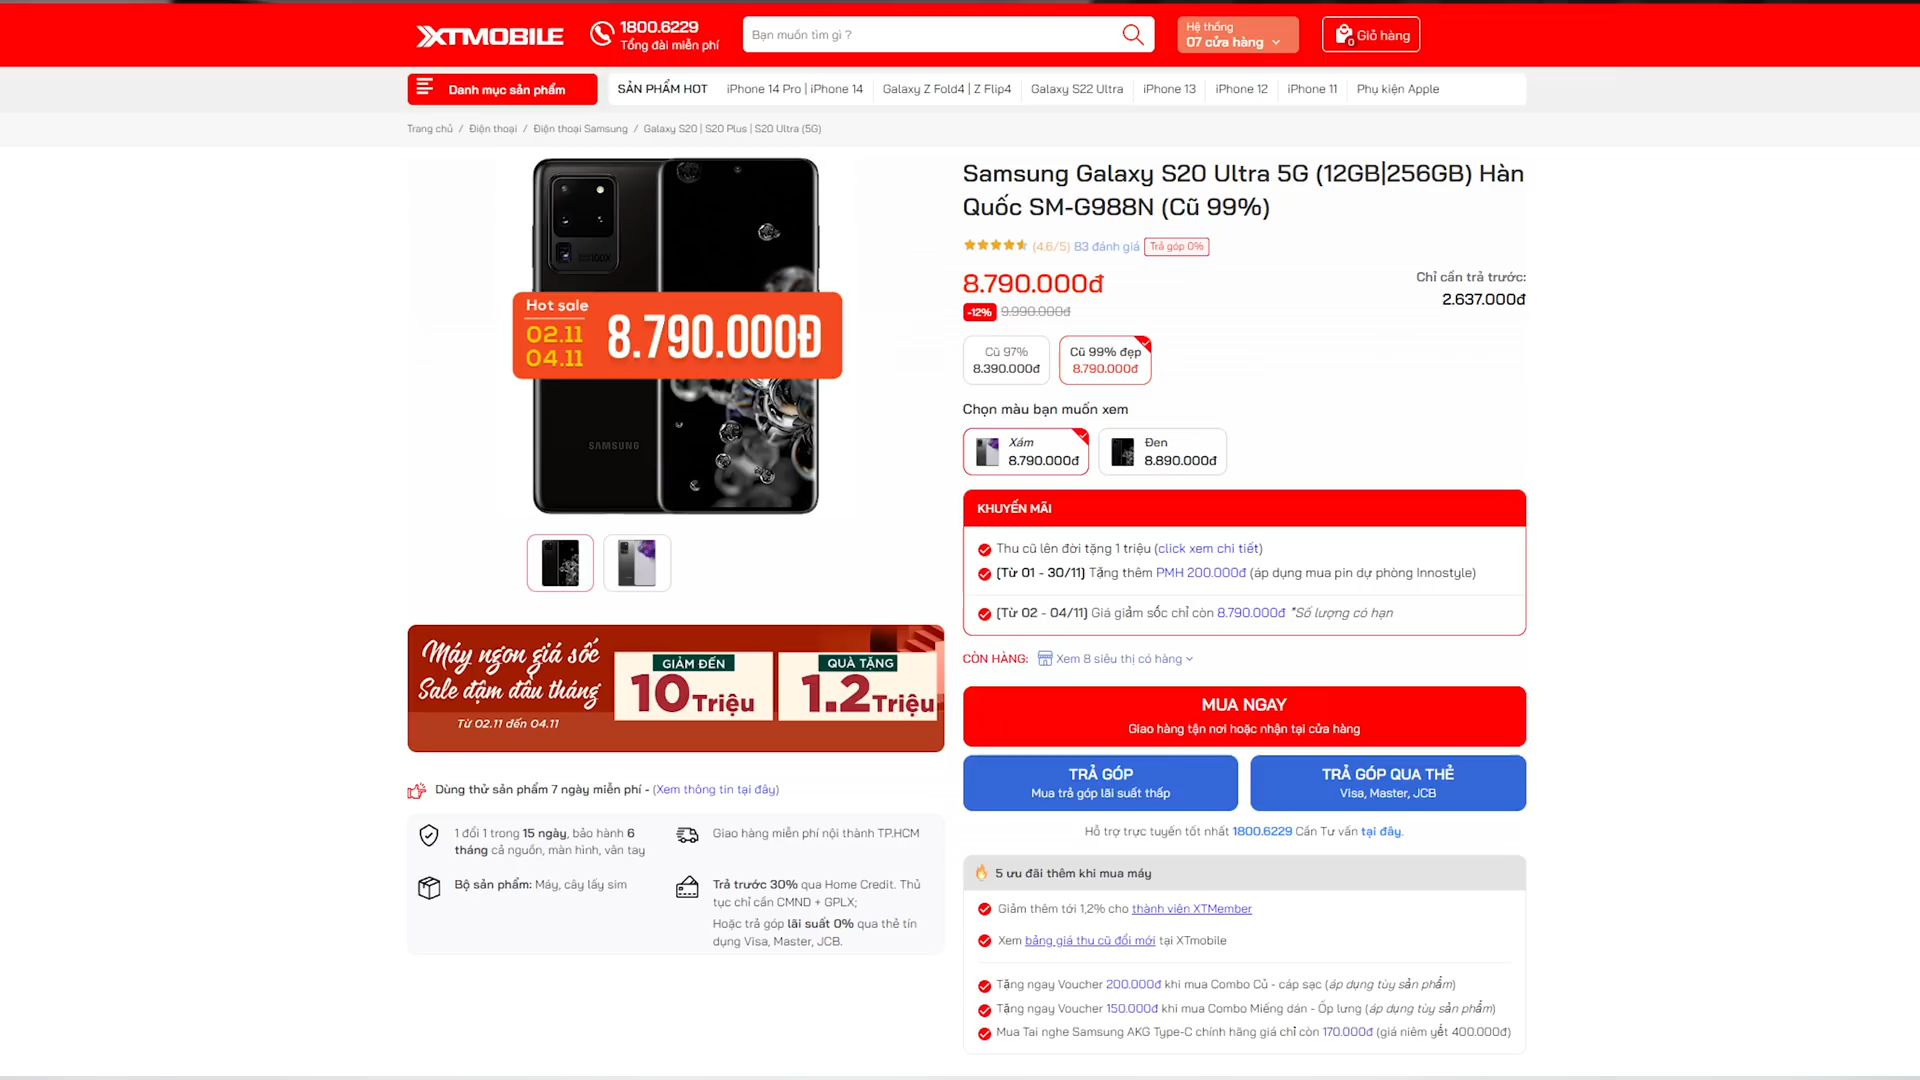 XTMOBILE
1800.6229
Tổng đài miễn phí
Bạn muốn tìm gì ?
Hệ thống
07 cửa hàng
0
Giỏ hàng
Danh mục sản phẩm
SẢN PHẨM HOT
iPhone 14 Pro | iPhone 14
Galaxy Z Fold4 | Z Flip4
Galaxy S22 Ultra
iPhone 13
iPhone 12
iPhone 11
Phụ kiện Apple
Trang chủ / Điện thoại / Điện thoại Samsung / Galaxy S20 | S20 Plus | S20 Ultra (5G)
Hot sale
02.11
04.11
8.790.000Đ
SAMSUNG
Máy ngon giá sốc
Sale đậm đầu tháng
Từ 02.11 đến 04.11
GIẢM ĐẾN
10 Triệu
QUÀ TẶNG
1.2 Triệu
Dùng thử sản phẩm 7 ngày miễn phí - (Xem thông tin tại đây)
1 đổi 1 trong 15 ngày, bảo hành 6
tháng cả nguồn, màn hình, vân tay
Giao hàng miễn phí nội thành TP.HCM
Bộ sản phẩm: Máy, cây lấy sim
Trả trước 30% qua Home Credit. Thủ
tục chỉ cần CMND + GPLX;
Hoặc trả góp lãi suất 0% qua thẻ tín
dụng Visa, Master, JCB.
Samsung Galaxy S20 Ultra 5G (12GB|256GB) Hàn
Quốc SM-G988N (Cũ 99%)
(4.6/5) 83 đánh giá
Trả góp 0%
8.790.000đ
Chỉ cần trả trước:
2.637.000đ
-12%
9.990.000đ
Cũ 97%
8.390.000đ
Cũ 99% đẹp
8.790.000đ
Chọn màu bạn muốn xem
Xám
8.790.000đ
Đen
8.890.000đ
KHUYẾN MÃI
Thu cũ lên đời tặng 1 triệu (click xem chi tiết)
[Từ 01 - 30/11] Tặng thêm PMH 200.000đ (áp dụng mua pin dự phòng Innostyle)
[Từ 02 - 04/11] Giá giảm sốc chỉ còn 8.790.000đ *Số lượng có hạn
CÒN HÀNG:
Xem 8 siêu thị có hàng
MUA NGAY
Giao hàng tận nơi hoặc nhận tại cửa hàng
TRẢ GÓP
Mua trả góp lãi suất thấp
TRẢ GÓP QUA THẺ
Visa, Master, JCB
Hỗ trợ trực tuyến tốt nhất 1800.6229 Cần Tư vấn tại đây.
5 ưu đãi thêm khi mua máy
Giảm thêm tới 1,2% cho thành viên XTMember
Xem bảng giá thu cũ đổi mới tại XTmobile
Tặng ngay Voucher 200.000đ khi mua Combo Củ - cáp sạc (áp dụng tùy sản phẩm)
Tặng ngay Voucher 150.000đ khi mua Combo Miếng dán - Ốp lưng (áp dụng tùy sản phẩm)
Mua Tai nghe Samsung AKG Type-C chính hãng giá chỉ còn 170.000đ (giá niêm yết 400.000đ)